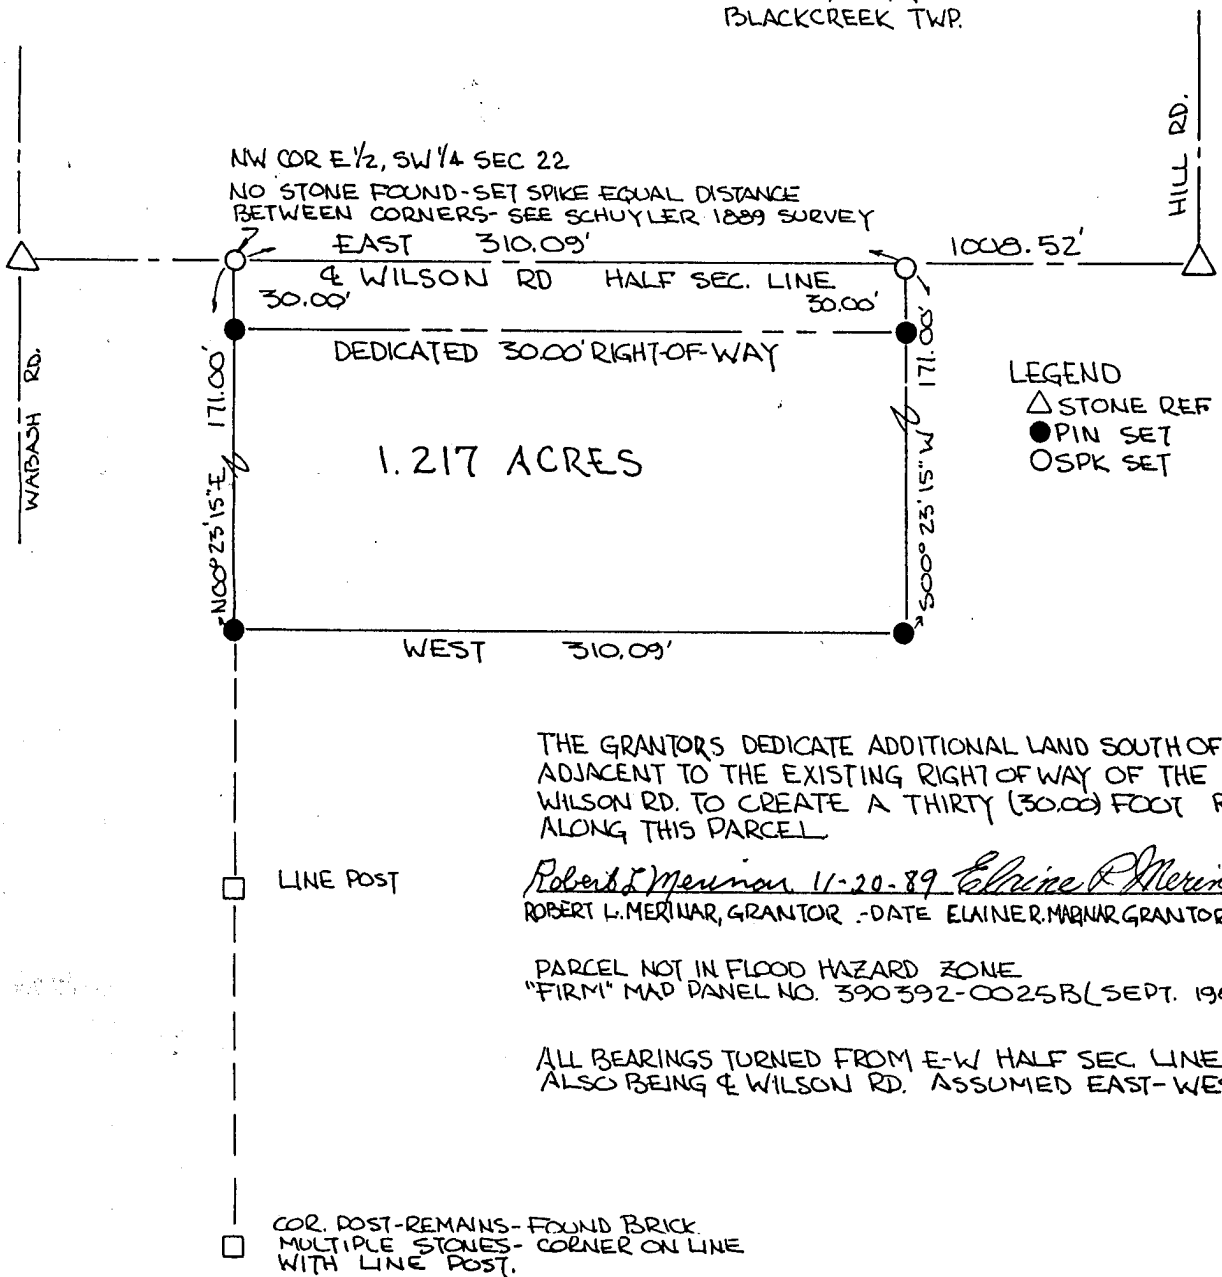 BLACKCREEK TWP.
HILL RD.
NW COR E 1/2, SW 1/4 SEC 22
NO STONE FOUND-SET SPIKE EQUAL DISTANCE
BETWEEN CORNERS- SEE SCHUYLER 1889 SURVEY
EAST 310.09'
1008.52'
℄ WILSON RD HALF SEC. LINE
30.00' 30.00'
DEDICATED 30.00' RIGHT-OF-WAY
WABASH RD.
N00°23'15"E 171.00'
S00°23'15"W 171.00'
1.217 ACRES
LEGEND
△ STONE REF
● PIN SET
○ SPK SET
WEST 310.09'
THE GRANTORS DEDICATE ADDITIONAL LAND SOUTH OF
ADJACENT TO THE EXISTING RIGHT OF WAY OF THE
WILSON RD. TO CREATE A THIRTY (30.00) FOOT
ALONG THIS PARCEL
LINE POST
Robert L Merinar 11-20-89 Elaine R Merin
ROBERT L. MERINAR, GRANTOR -DATE ELAINE R. MARNAR GRANTOR
PARCEL NOT IN FLOOD HAZARD ZONE
"FIRM" MAP PANEL NO. 390392-0025B (SEPT.
ALL BEARINGS TURNED FROM E-W HALF SEC. LINE
ALSO BEING ℄ WILSON RD. ASSUMED EAST-WES
COR. POST-REMAINS-FOUND BRICK
MULTIPLE STONES- CORNER ON LINE
WITH LINE POST.